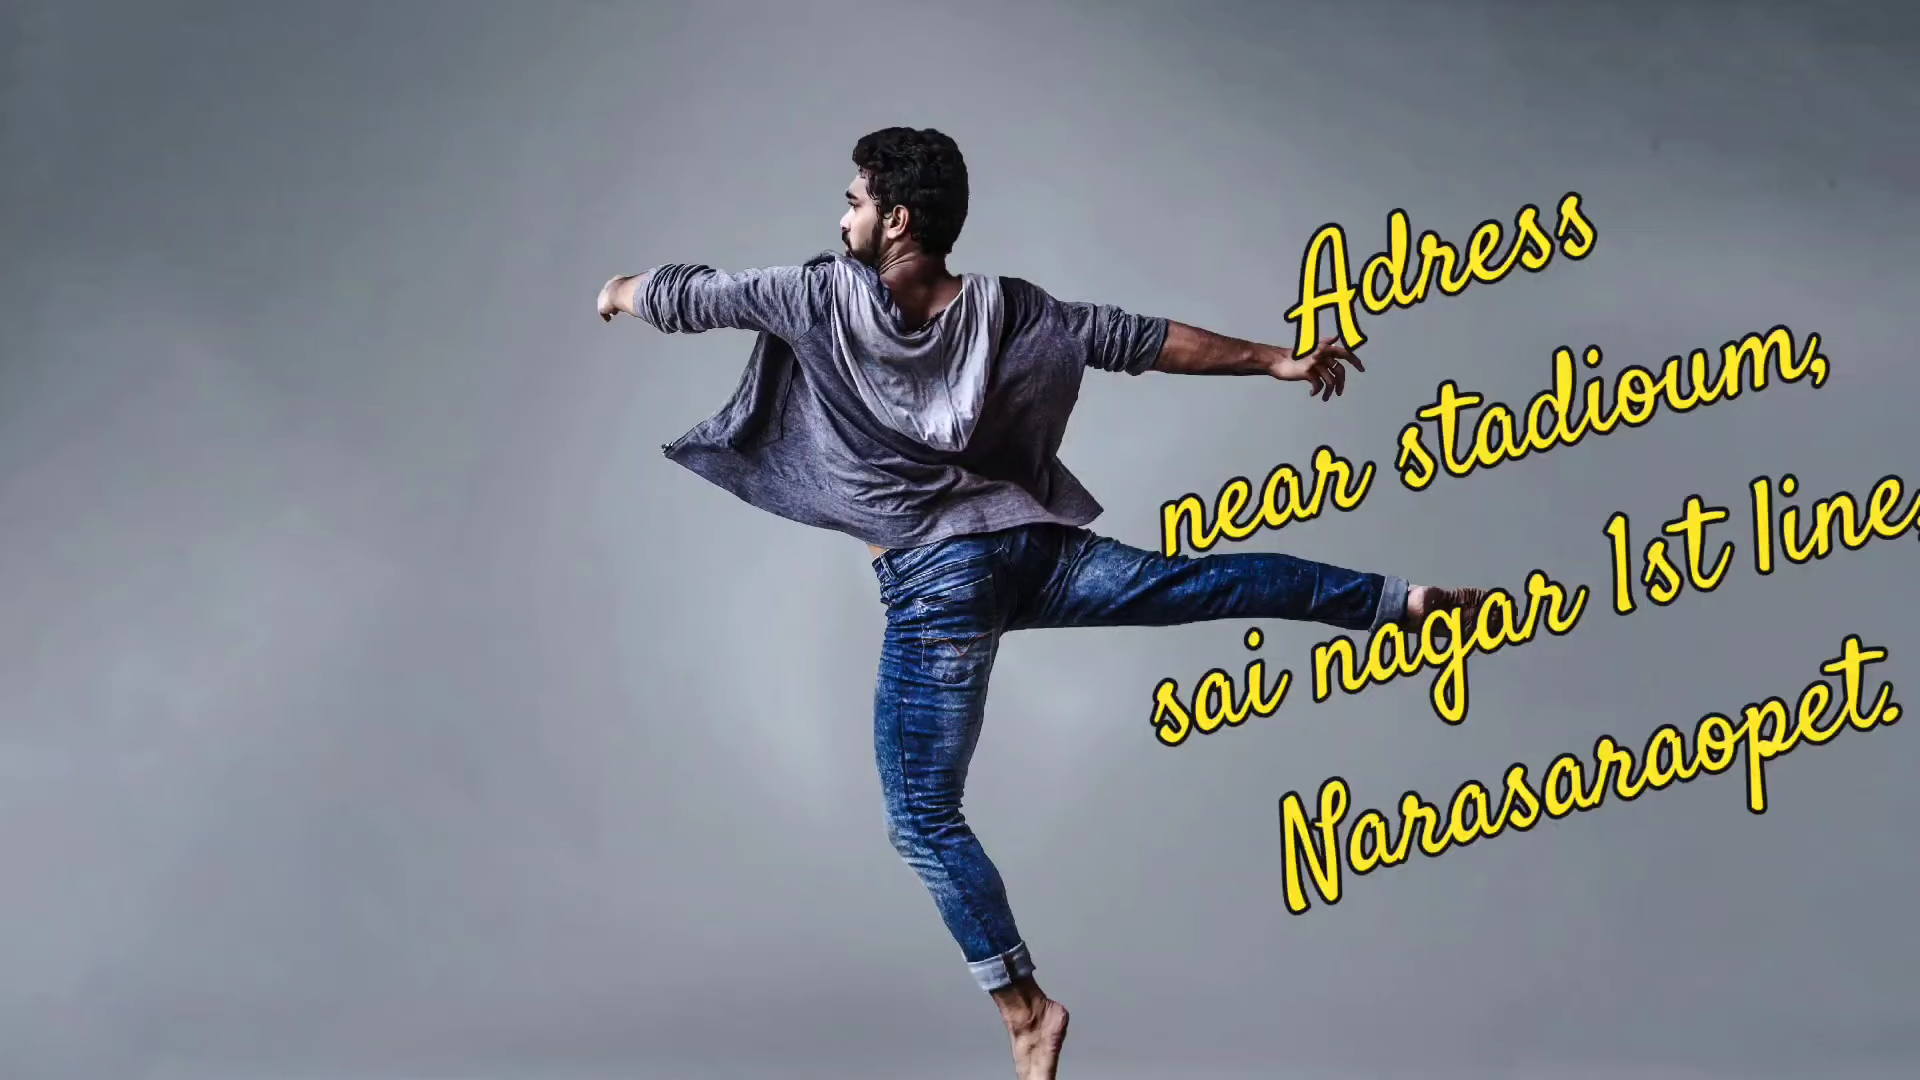 Adress
near stadioum,
sai nagar 1st line,
Narasaraopet.